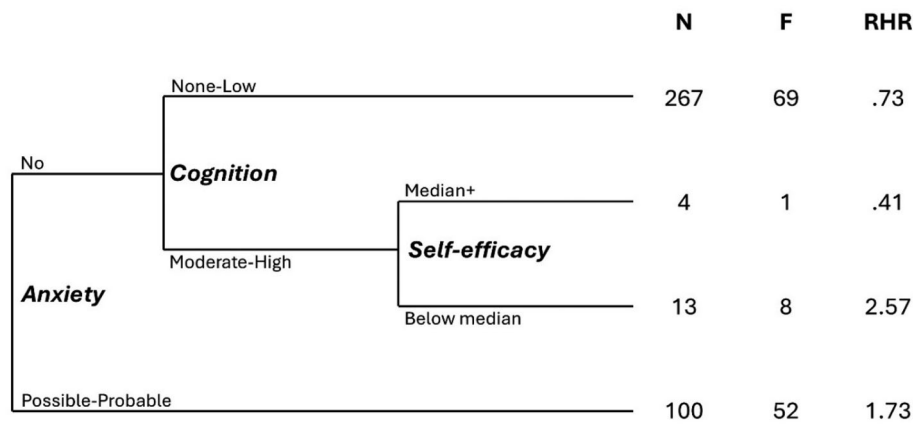 N F RHR
None-Low
267 69 .73
No
Cognition
Median+
4 1 .41
Self-efficacy
Moderate-High
Anxiety
13 8 2.57
Below median
Possible-Probable
100 52 1.73